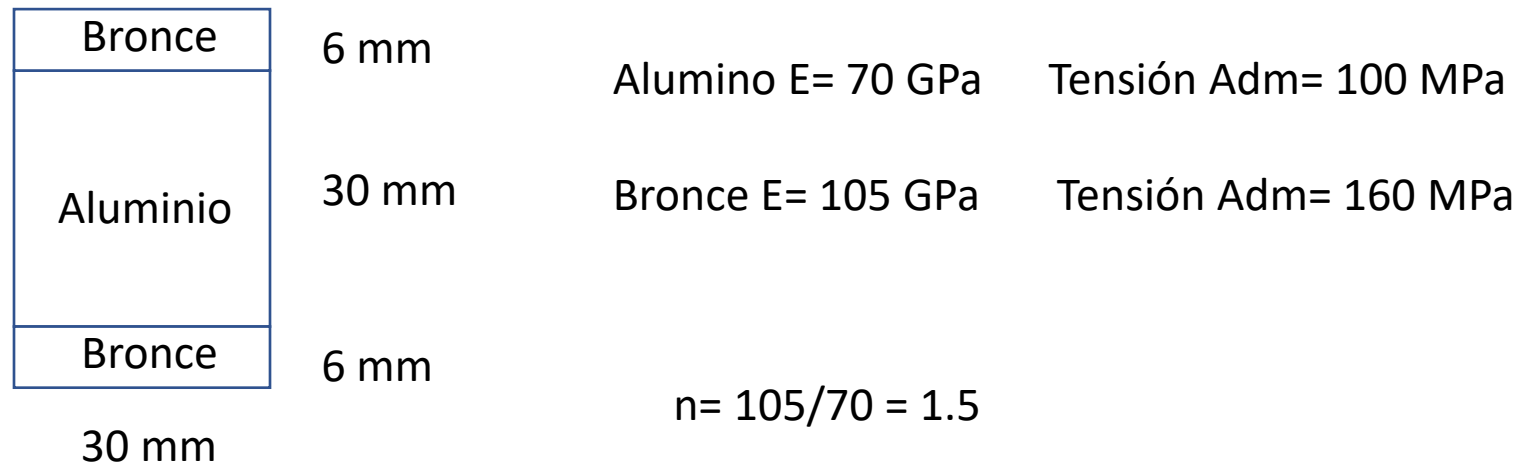 Bronce
6 mm
Alumino E= 70 GPa Tensión Adm= 100 MPa
Aluminio
30 mm
Bronce E= 105 GPa Tensión Adm= 160 MPa
Bronce
6 mm
n= 105/70 = 1.5
30 mm